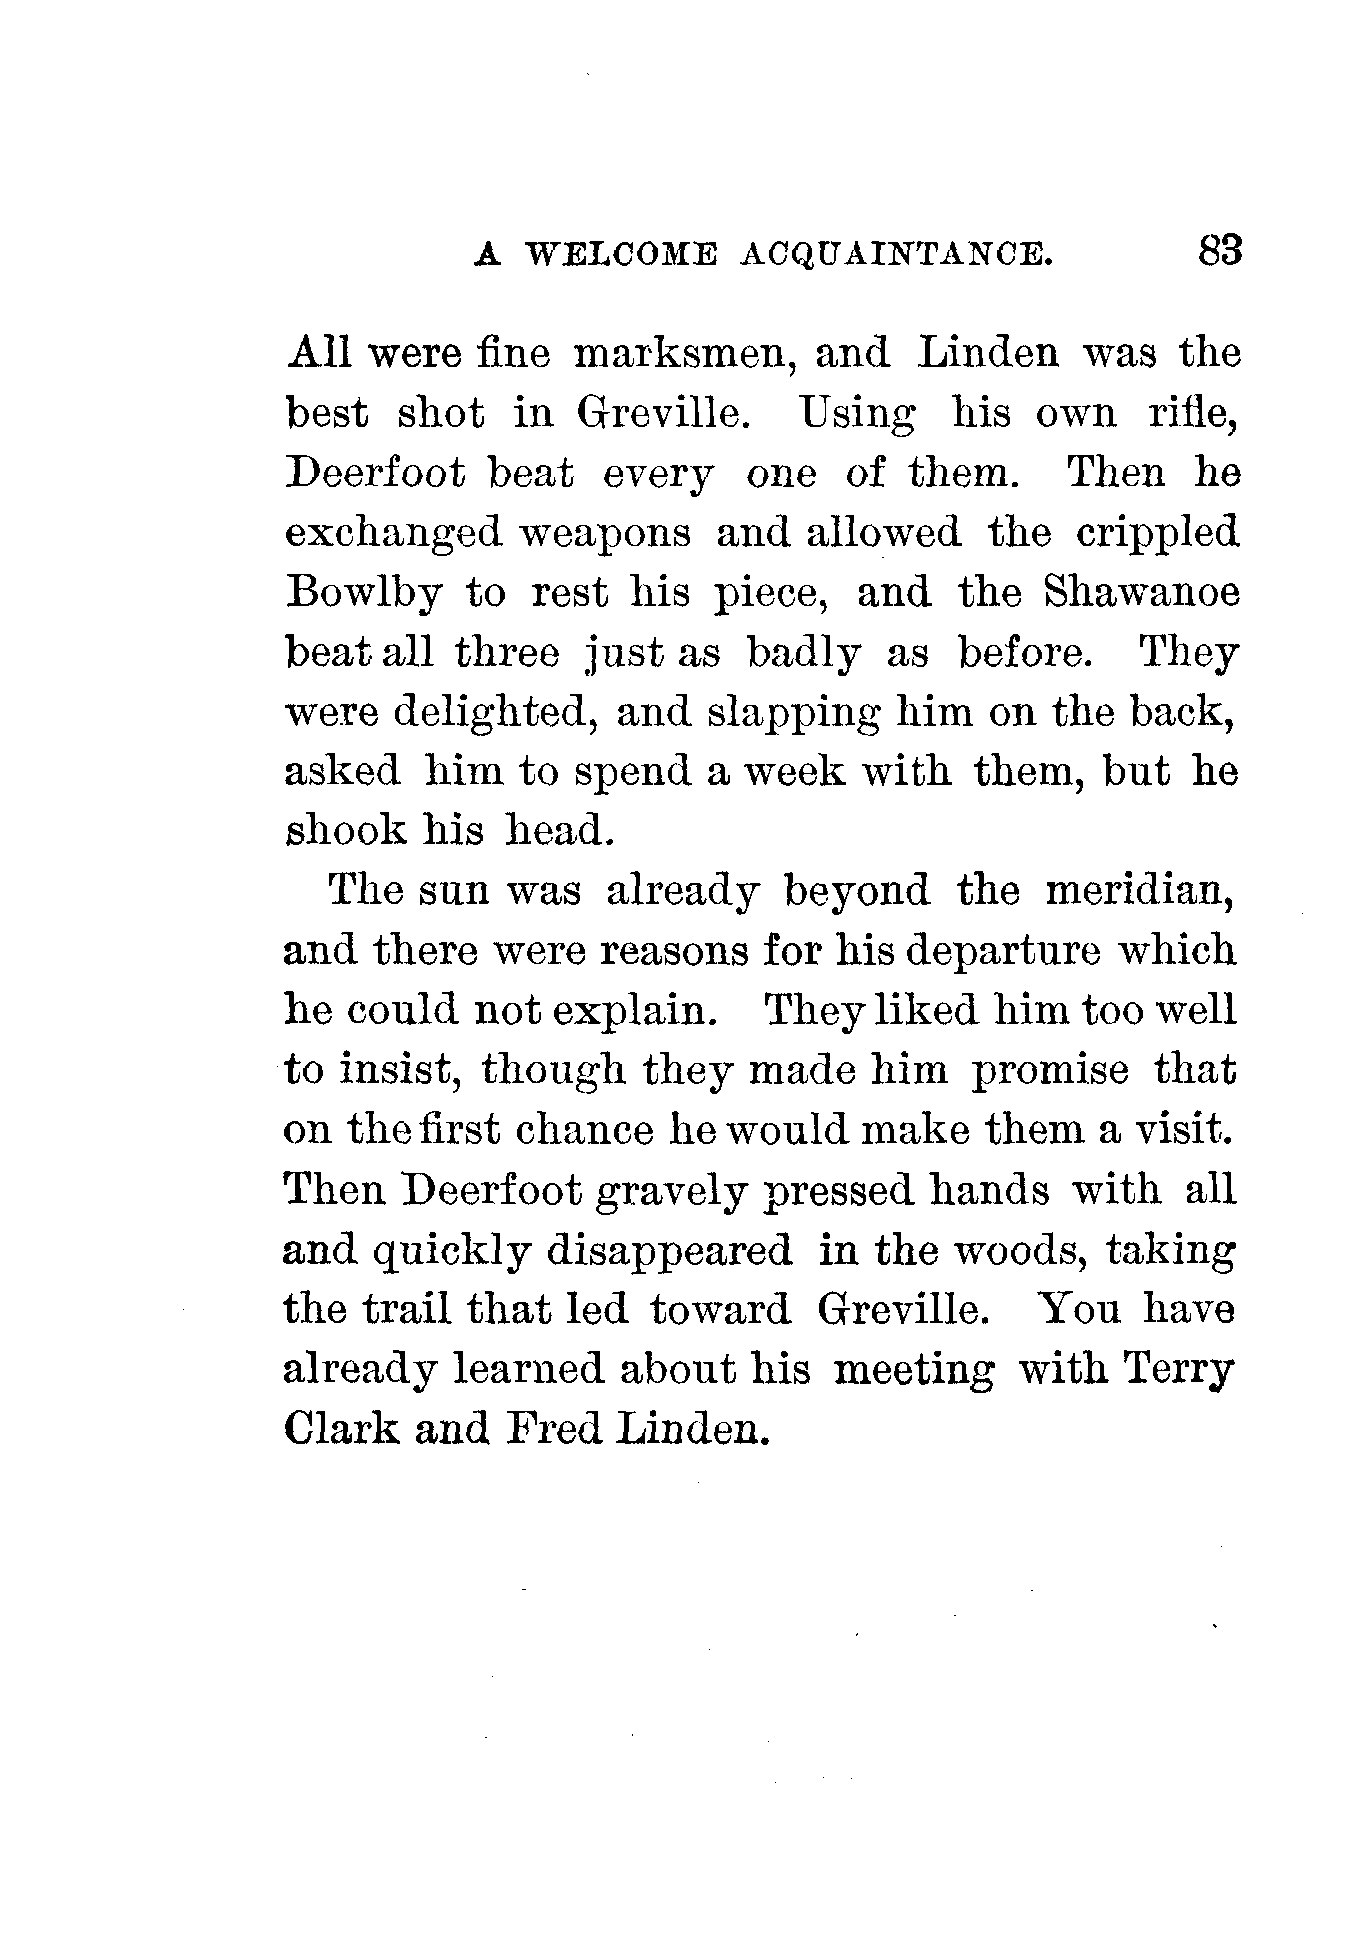 A WELCOME ACQUAINTANCE. 83
All were fine marksmen, and Linden was the
best shot in Greville. Using his own rifle,
Deerfoot beat every one of them. Then he
exchanged weapons and allowed the crippled
Bowlby to rest his piece, and the Shawanoe
beat all three just as badly as before. They
were delighted, and slapping him on the back,
asked him to spend a week with them, but he
shook his head.
The sun was already beyond the meridian,
and there were reasons for his departure which
he could not explain. They liked him too well
to insist, though they made him promise that
on the first chance he would make them a visit.
Then Deerfoot gravely pressed hands with all
and quickly disappeared in the woods, taking
the trail that led toward Greville. You have
already learned about his meeting with Terry
Clark and Fred Linden.